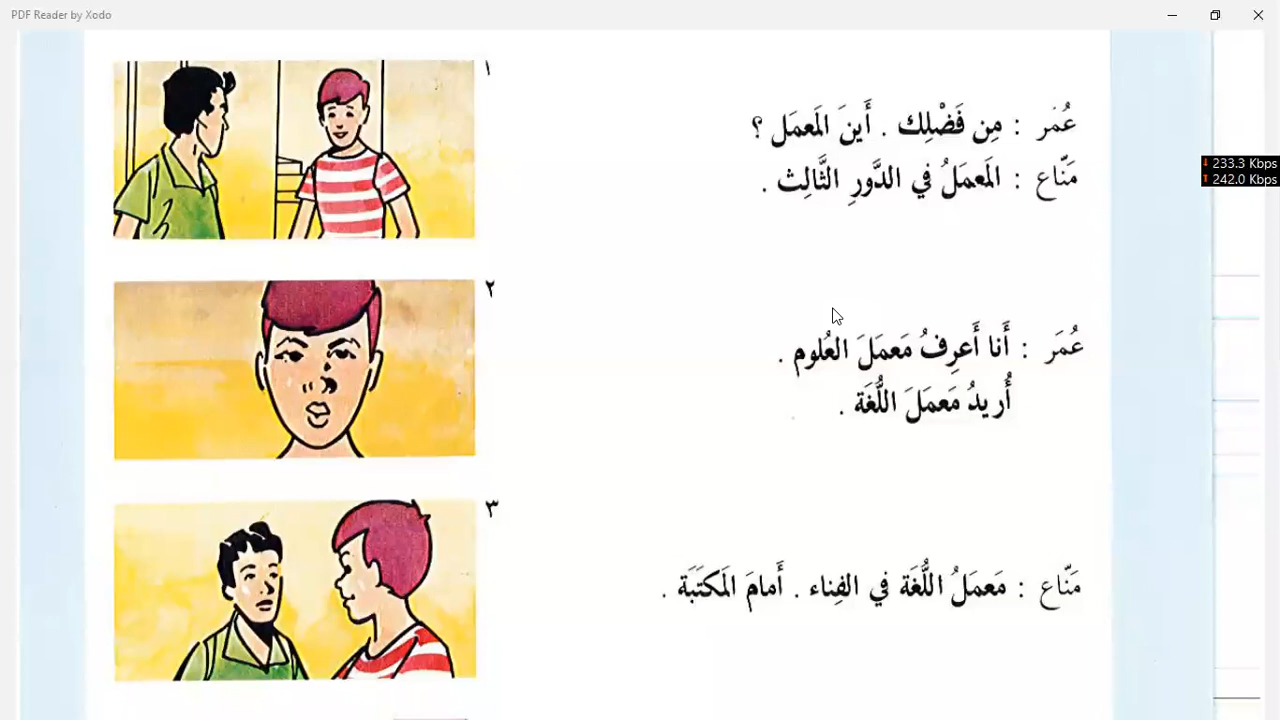 PDF Reader by Xodo
١
عُمَر : مِن فَضْلِك . أَينَ المَعمَل ؟
مَنّاع : المَعمَلُ في الدَّورِ الثَّالِث .
↓ 233.3 Kbps
↑ 242.0 Kbps
٢
عُمَر : أَنا أَعرِفُ مَعمَلَ العُلوم .
أُريدُ مَعمَلَ اللُّغَة .
٣
مَنّاع : مَعمَلُ اللُّغَة في الفِناء . أَمامَ المَكتَبَة .